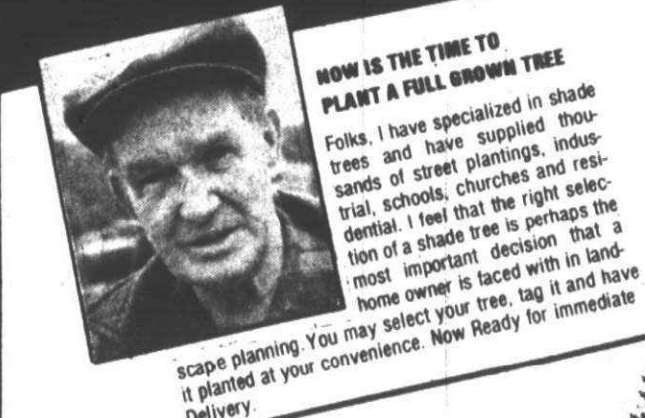 NOW IS THE TIME TO
PLANT A FULL GROWN TREE
Folks, I have specialized in shade
trees and have supplied thou-
sands of street plantings, indus-
trial, schools, churches and resi-
dential. I feel that the right selec-
tion of a shade tree is perhaps the
most important decision that a
home owner is faced with in land-
scape planning. You may select your tree, tag it and have
it planted at your convenience. Now Ready for immediate
Delivery.